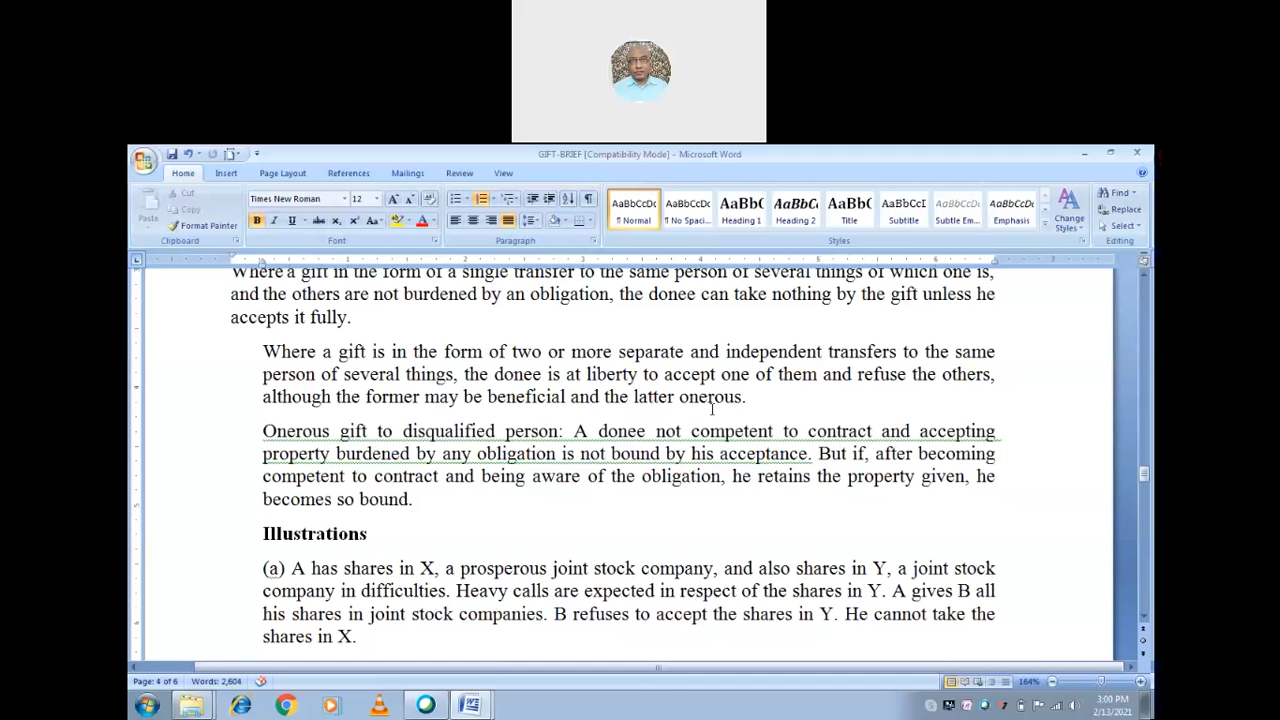 GIFT-BRIEF [Compatibility Mode] - Microsoft Word
Home Insert Page Layout References Mailings Review View
Cut
Copy
Format Painter
Paste
Clipboard
Times New Roman 12
Font
Paragraph
AaBbCcDd AaBbCcDd AaBbC AaBbCc AaBb( AaBbCc AaBbCcDd AaBbCcDd
¶ Normal ¶ No Spaci... Heading 1 Heading 2 Title Subtitle Subtle Em... Emphasis
Change
Styles
Styles
Find
Replace
Select
Editing
Where a gift in the form of a single transfer to the same person of several things of which one is,
and the others are not burdened by an obligation, the donee can take nothing by the gift unless he
accepts it fully.
Where a gift is in the form of two or more separate and independent transfers to the same
person of several things, the donee is at liberty to accept one of them and refuse the others,
although the former may be beneficial and the latter onerous.
Onerous gift to disqualified person: A donee not competent to contract and accepting
property burdened by any obligation is not bound by his acceptance. But if, after becoming
competent to contract and being aware of the obligation, he retains the property given, he
becomes so bound.
Illustrations
(a) A has shares in X, a prosperous joint stock company, and also shares in Y, a joint stock
company in difficulties. Heavy calls are expected in respect of the shares in Y. A gives B all
his shares in joint stock companies. B refuses to accept the shares in Y. He cannot take the
shares in X.
Page: 4 of 6 Words: 2,604 164%
3:00 PM
2/13/2021